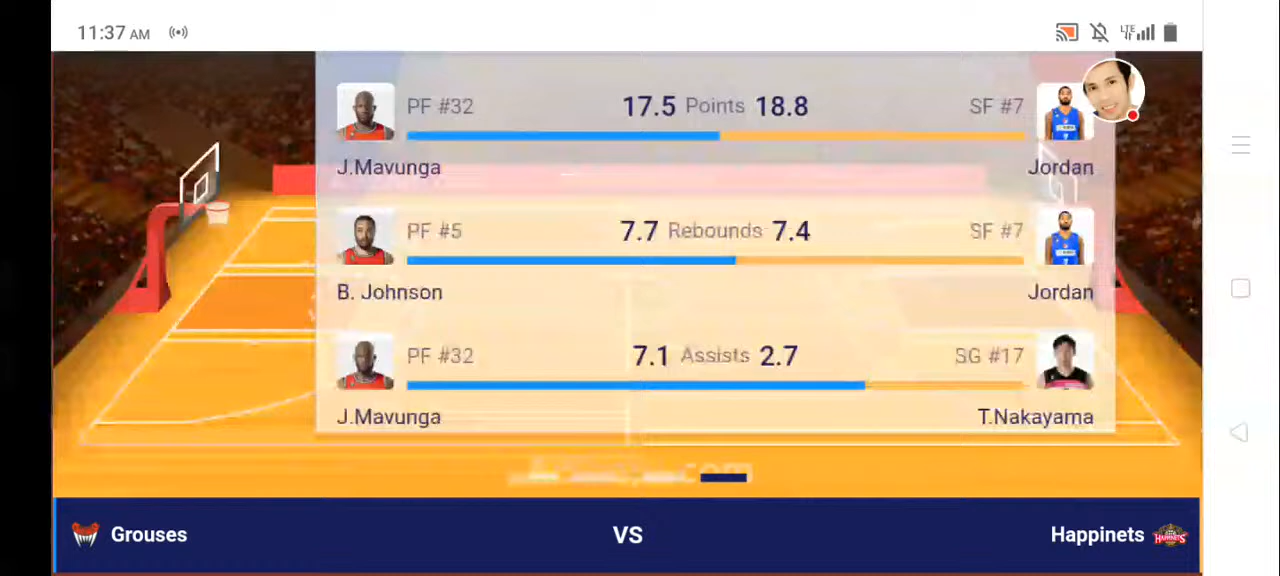 11:37 AM
LTE
PF #32 17.5 Points 18.8 SF #7
J.Mavunga Jordan
PF #5 7.7 Rebounds 7.4 SF #7
B. Johnson Jordan
PF #32 7.1 Assists 2.7 SG #17
J.Mavunga T.Nakayama
Grouses VS Happinets HAPPINETS